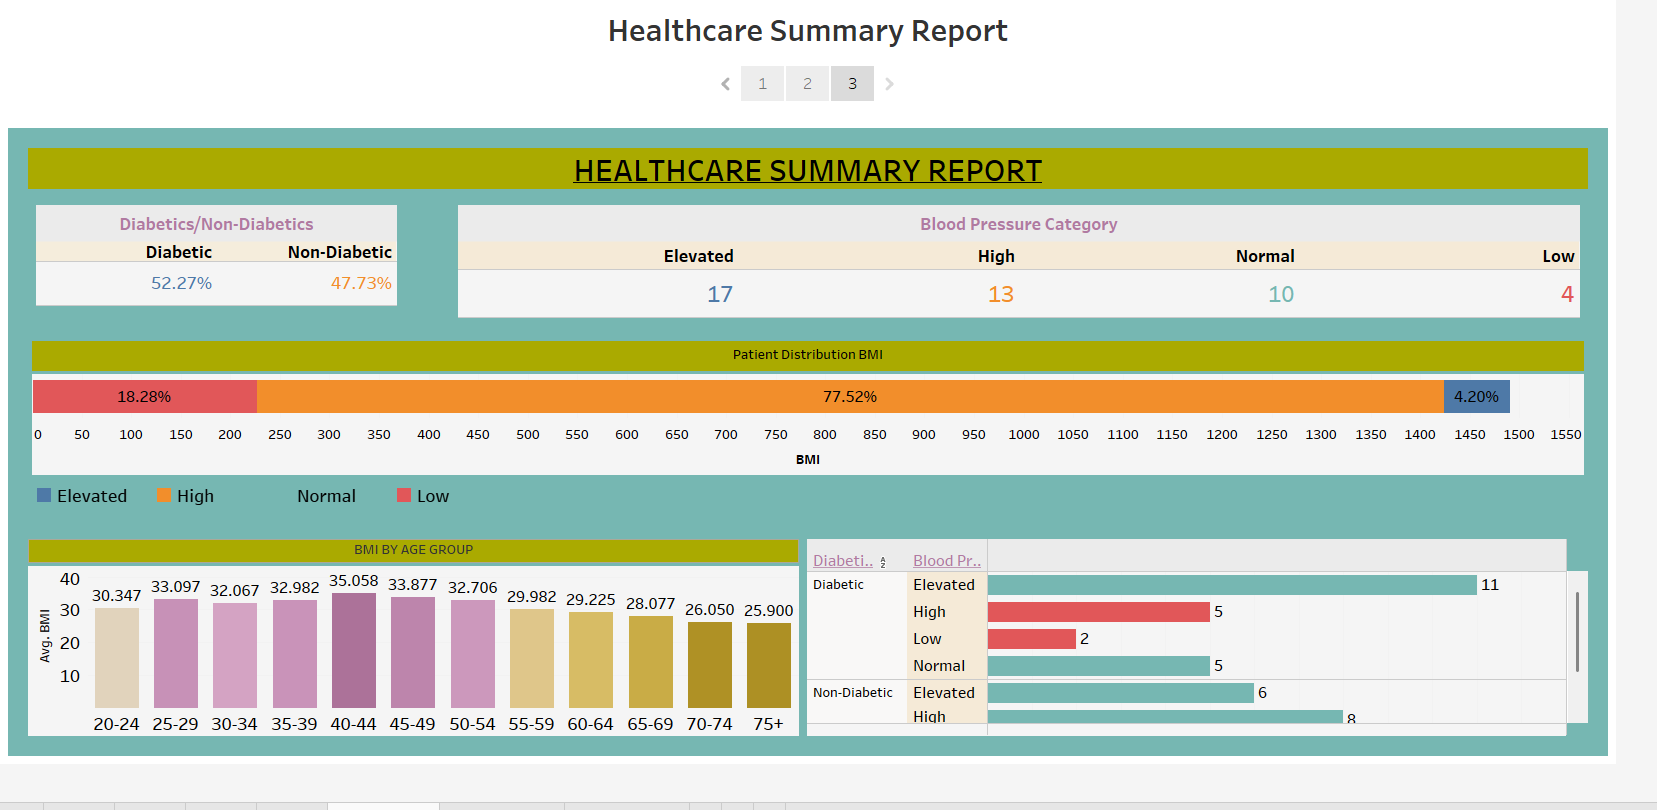 Healthcare Summary Report
1 2 3
HEALTHCARE SUMMARY REPORT
Diabetics/Non-Diabetics
Diabetic Non-Diabetic
52.27% 47.73%
Blood Pressure Category
Elevated High Normal Low
17 13 10 4
Patient Distribution BMI
18.28% 77.52% 4.20%
0 50 100 150 200 250 300 350 400 450 500 550 600 650 700 750 800 850 900 950 1000 1050 1100 1150 1200 1250 1300 1350 1400 1450 1500 1550
BMI
Elevated High Normal Low
BMI BY AGE GROUP
Avg. BMI
40
30
20
10
30.347 33.097 32.067 32.982 35.058 33.877 32.706 29.982 29.225 28.077 26.050 25.900
20-24 25-29 30-34 35-39 40-44 45-49 50-54 55-59 60-64 65-69 70-74 75+
Diabeti.. Blood Pr..
Diabetic Elevated 11
High 5
Low 2
Normal 5
Non-Diabetic Elevated 6
High 8